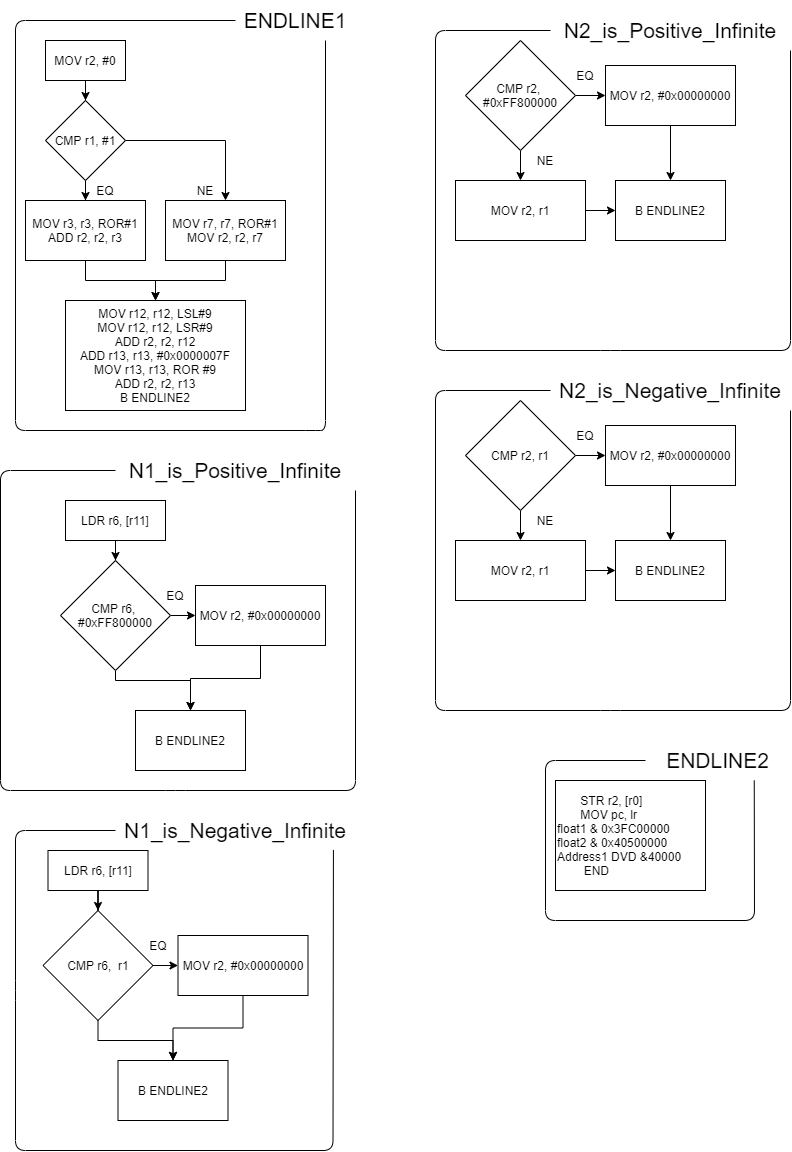 ENDLINE1
MOV r2, #0
CMP r1, #1
EQ
NE
MOV r3, r3, ROR#1
ADD r2, r2, r3
MOV r7, r7, ROR#1
MOV r2, r2, r7
MOV r12, r12, LSL#9
MOV r12, r12, LSR#9
ADD r2, r2, r12
ADD r13, r13, #0x0000007F
MOV r13, r13, ROR #9
ADD r2, r2, r13
B ENDLINE2
N1_is_Positive_Infinite
LDR r6, [r11]
CMP r6,
#0xFF800000
EQ
MOV r2, #0x00000000
B ENDLINE2
N1_is_Negative_Infinite
LDR r6, [r11]
CMP r6, r1
EQ
MOV r2, #0x00000000
B ENDLINE2
N2_is_Positive_Infinite
CMP r2,
#0xFF800000
EQ
MOV r2, #0x00000000
NE
MOV r2, r1
B ENDLINE2
N2_is_Negative_Infinite
CMP r2, r1
EQ
MOV r2, #0x00000000
NE
MOV r2, r1
B ENDLINE2
ENDLINE2
STR r2, [r0]
MOV pc, lr
float1 & 0x3FC00000
float2 & 0x40500000
Address1 DVD &40000
END